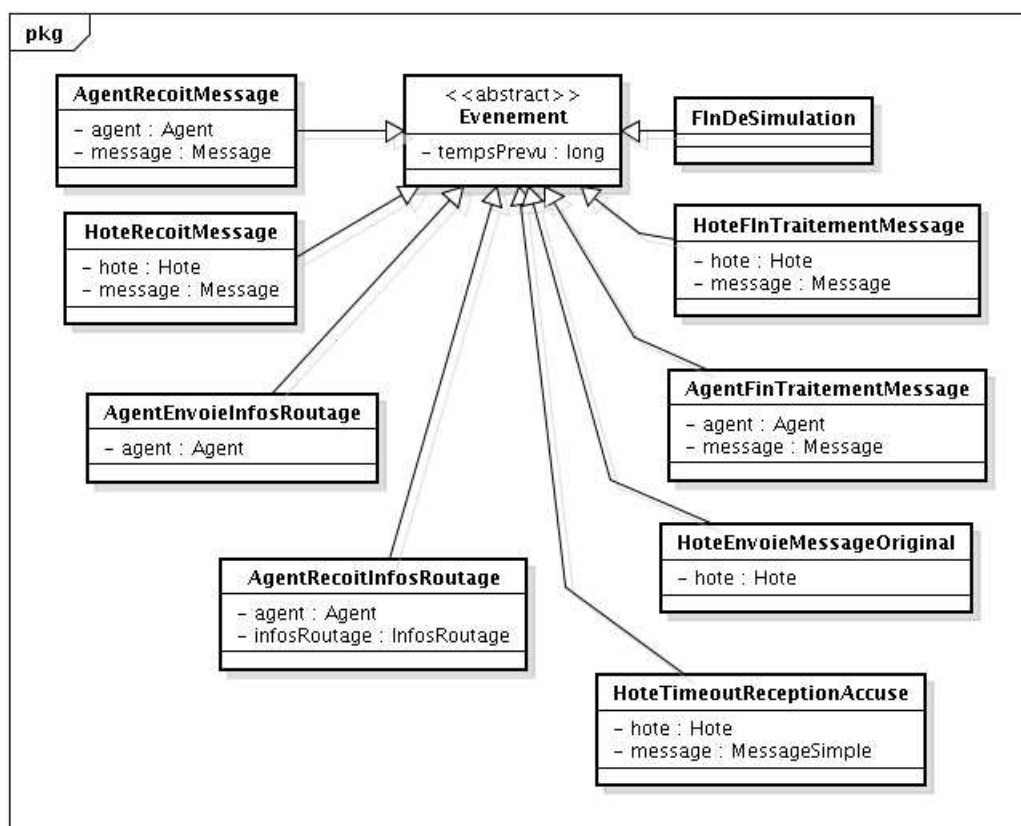 pkg
AgentRecoitMessage
- agent : Agent
- message : Message
<<abstract>>
Evenement
- tempsPrevu : long
FInDeSimulation
HoteRecoitMessage
- hote : Hote
- message : Message
HoteFInTraitementMessage
- hote : Hote
- message : Message
AgentEnvoieInfosRoutage
- agent : Agent
AgentFinTraitementMessage
- agent : Agent
- message : Message
HoteEnvoieMessageOriginal
- hote : Hote
AgentRecoitInfosRoutage
- agent : Agent
- infosRoutage : InfosRoutage
HoteTimeoutReceptionAccuse
- hote : Hote
- message : MessageSimple